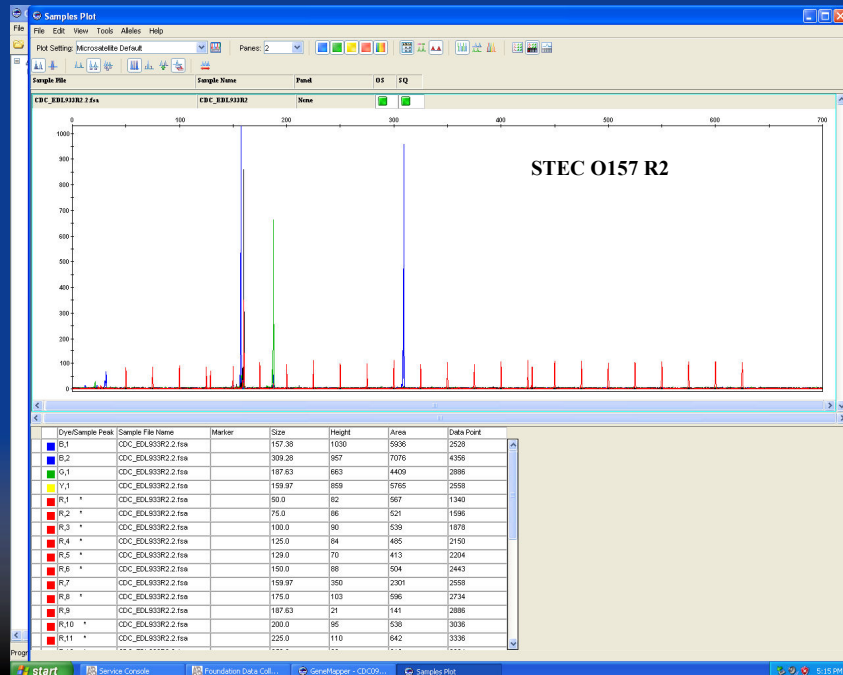 Samples Plot
File
File Edit View Tools Alleles Help
Plot Setting: Microsatellite Default Panes: 2
Sample File Sample Name Panel OS SQ
CDC_EDL933R2.2.fsa CDC_EDL933R2 None
0 100 200 300 400 500 600 700
1000
900
800
700
600
500
400
300
200
100
0
STEC O157 R2
Dye/Sample Peak Sample File Name Marker Size Height Area Data Point
B,1 CDC_EDL933R2.2.fsa 157.38 1030 5936 2528
B,2 CDC_EDL933R2.2.fsa 309.28 957 7076 4356
G,1 CDC_EDL933R2.2.fsa 187.63 663 4409 2886
Y,1 CDC_EDL933R2.2.fsa 159.97 859 5765 2558
R,1 * CDC_EDL933R2.2.fsa 50.0 82 567 1340
R,2 * CDC_EDL933R2.2.fsa 75.0 86 521 1596
R,3 * CDC_EDL933R2.2.fsa 100.0 90 539 1878
R,4 * CDC_EDL933R2.2.fsa 125.0 84 485 2150
R,5 * CDC_EDL933R2.2.fsa 129.0 70 413 2204
R,6 * CDC_EDL933R2.2.fsa 150.0 88 504 2443
R,7 CDC_EDL933R2.2.fsa 159.97 350 2301 2558
R,8 * CDC_EDL933R2.2.fsa 175.0 103 596 2734
R,9 CDC_EDL933R2.2.fsa 187.63 21 141 2886
R,10 * CDC_EDL933R2.2.fsa 200.0 95 538 3036
R,11 * CDC_EDL933R2.2.fsa 225.0 110 642 3336
Progr
start Service Console Foundation Data Coll... GeneMapper - CDC09... Samples Plot 5:15 PM